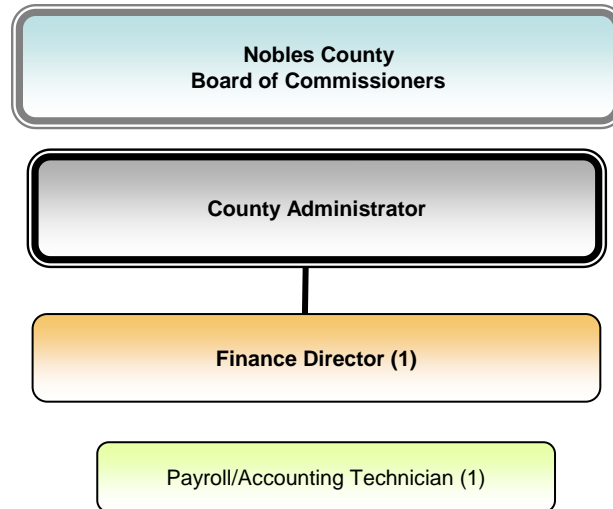 Nobles County
Board of Commissioners
County Administrator
Finance Director (1)
Payroll/Accounting Technician (1)